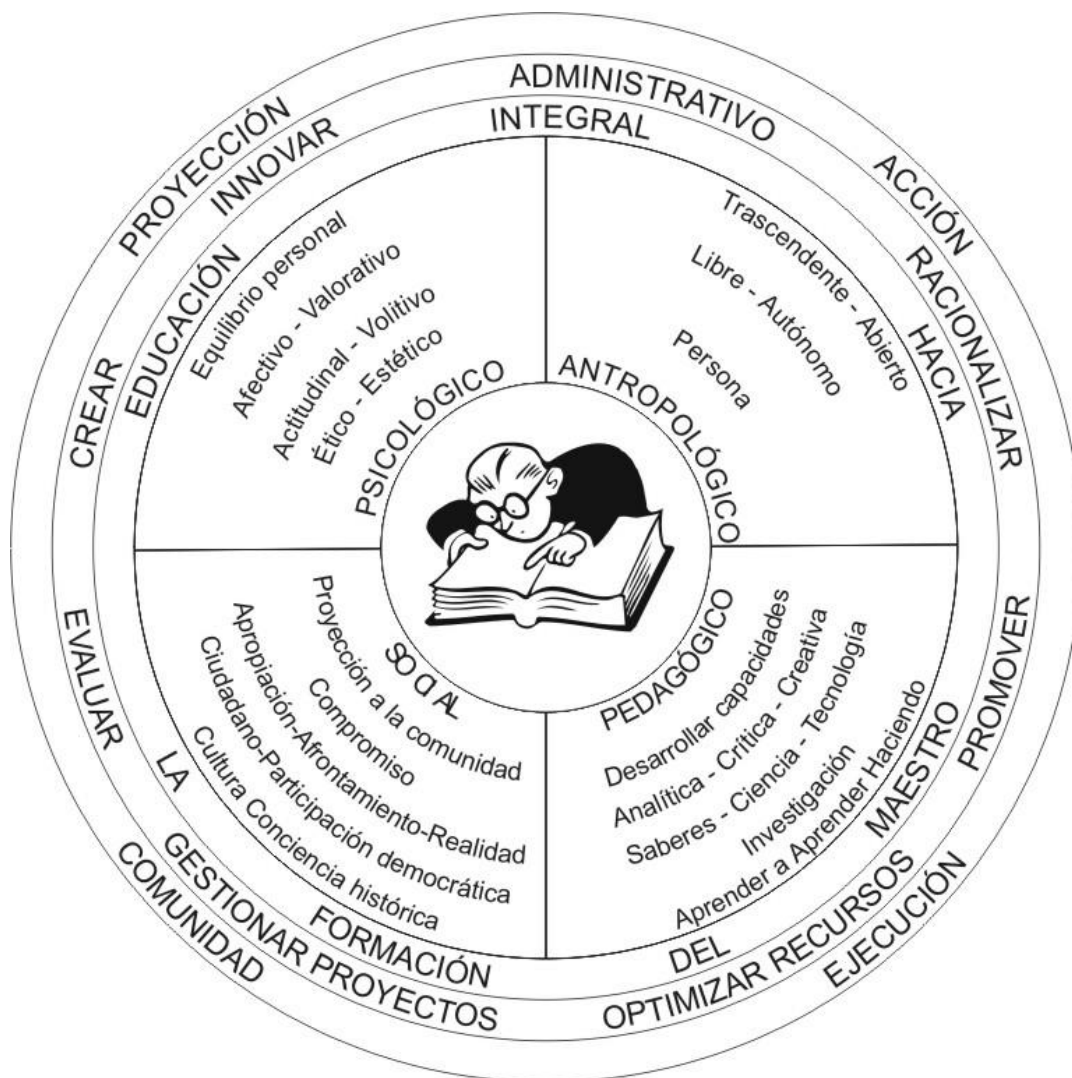 PROYECCIÓN
ACCIÓN
EJECUCIÓN
COMUNIDAD
ADMINISTRATIVO
RACIONALIZAR
PROMOVER
OPTIMIZAR RECURSOS
GESTIONAR PROYECTOS
EVALUAR
CREAR
INNOVAR
EDUCACIÓN
INTEGRAL
HACIA
LA
FORMACIÓN
DEL
MAESTRO
PSICOLÓGICO
Equilibrio personal
Afectivo - Valorativo
Actitudinal - Volitivo
Ético - Estético
ANTROPOLÓGICO
Trascendente - Abierto
Libre - Autónomo
Persona
SOCIAL
Proyección a la comunidad
Compromiso
Apropiación-Afrontamiento-Realidad
Ciudadano-Participación democrática
Cultura Conciencia histórica
PEDAGÓGICO
Desarrollar capacidades
Analítica - Crítica - Creativa
Saberes - Ciencia - Tecnología
Investigación
Aprender a Aprender Haciendo